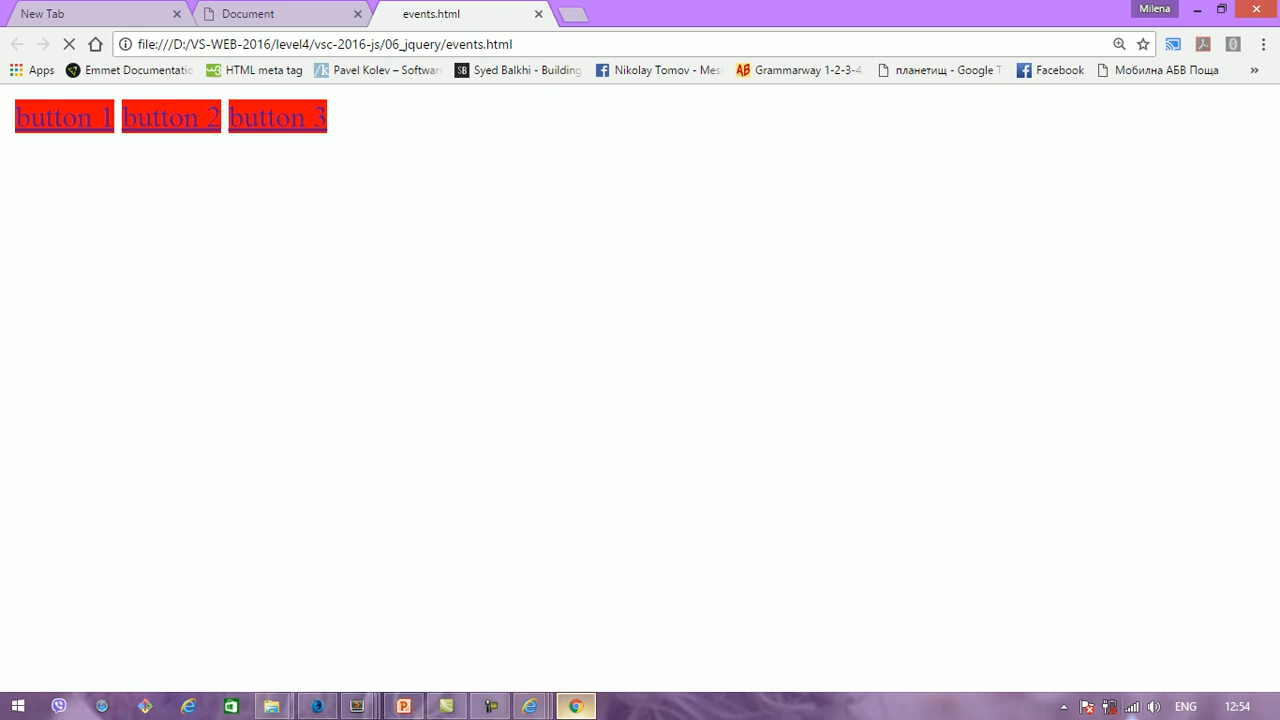 New Tab Document events.html Milena
file:///D:/VS-WEB-2016/level4/vsc-2016-js/06_jquery/events.html
Apps Emmet Documentatic HTML meta tag Pavel Kolev – Softwar Syed Balkhi - Building Nikolay Tomov - Mes Grammarway 1-2-3-4. планетищ - Google T Facebook Мобилна АБВ Поща »
button 1 button 2 button 3
ENG 12:54